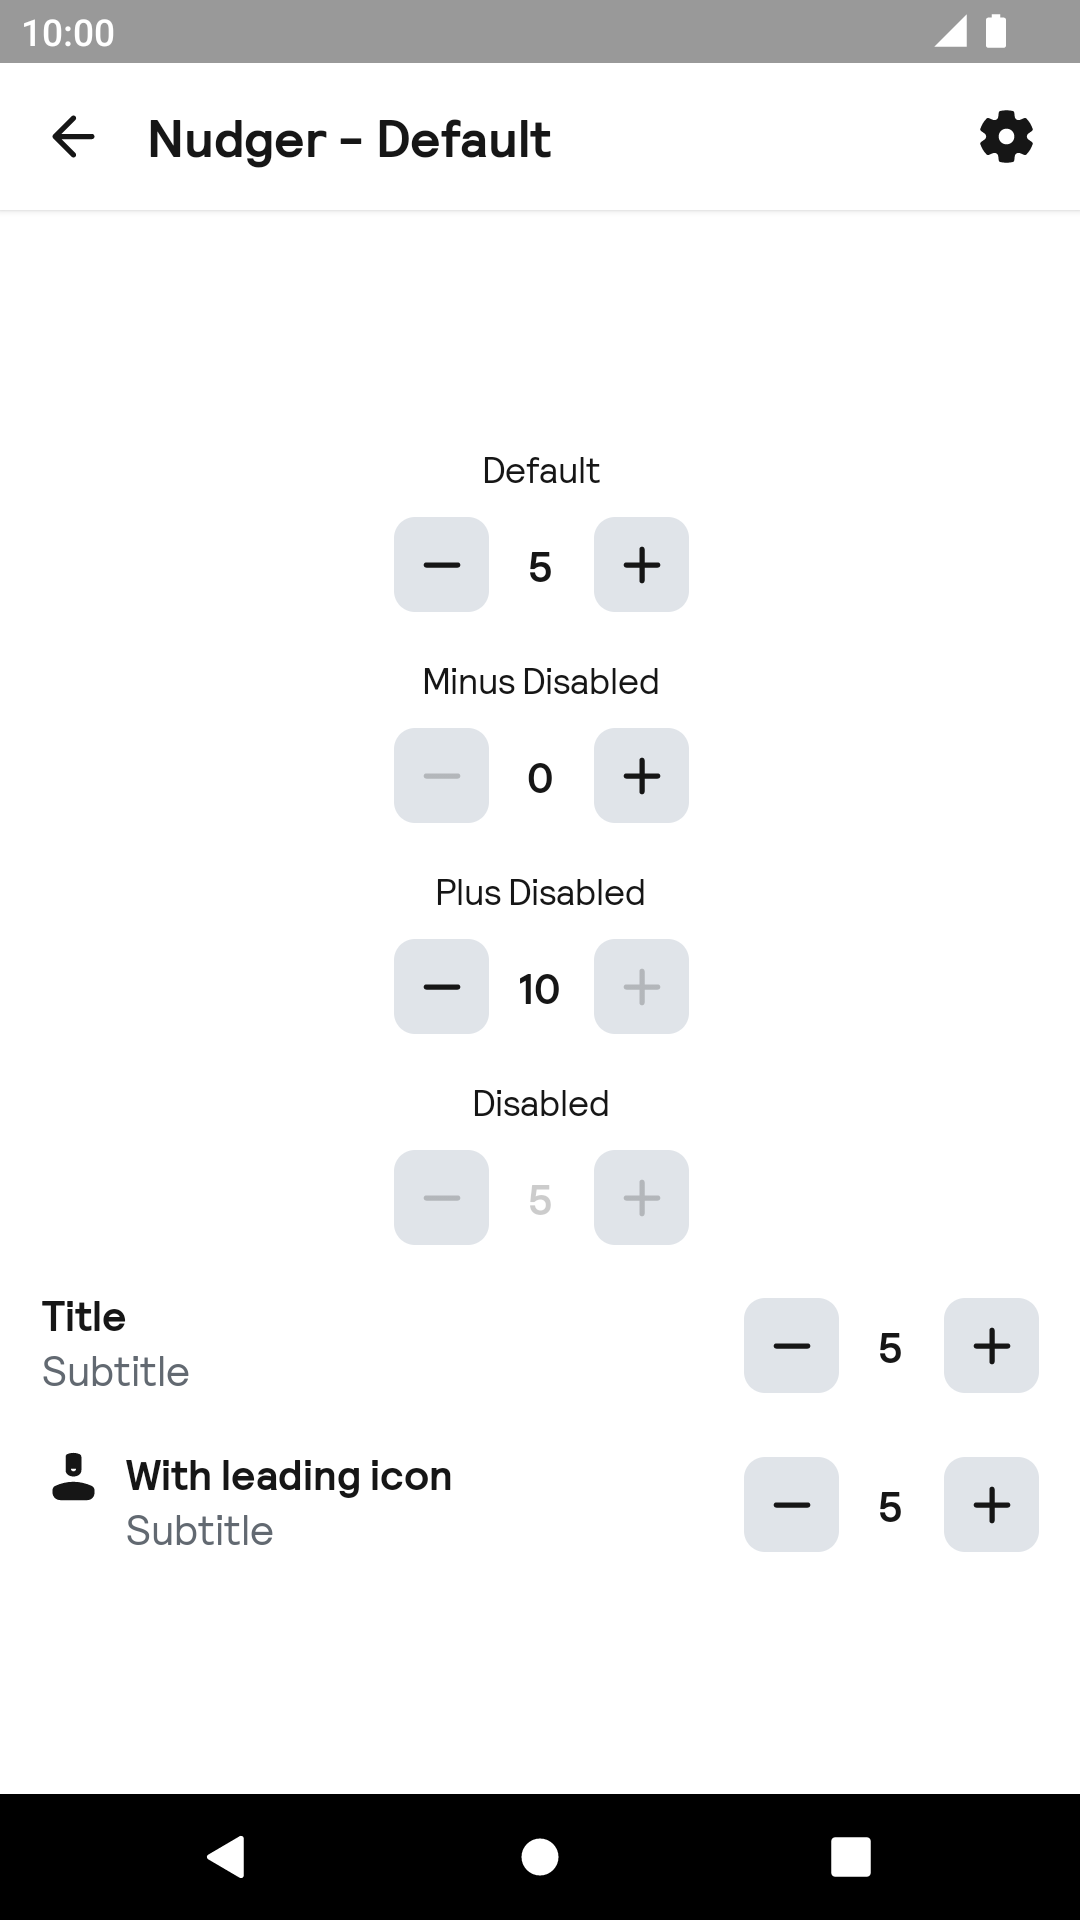 10:00
Nudger - Default
Default
5
Minus Disabled
0
Plus Disabled
10
Disabled
5
Title
Subtitle
5
With leading icon
Subtitle
5